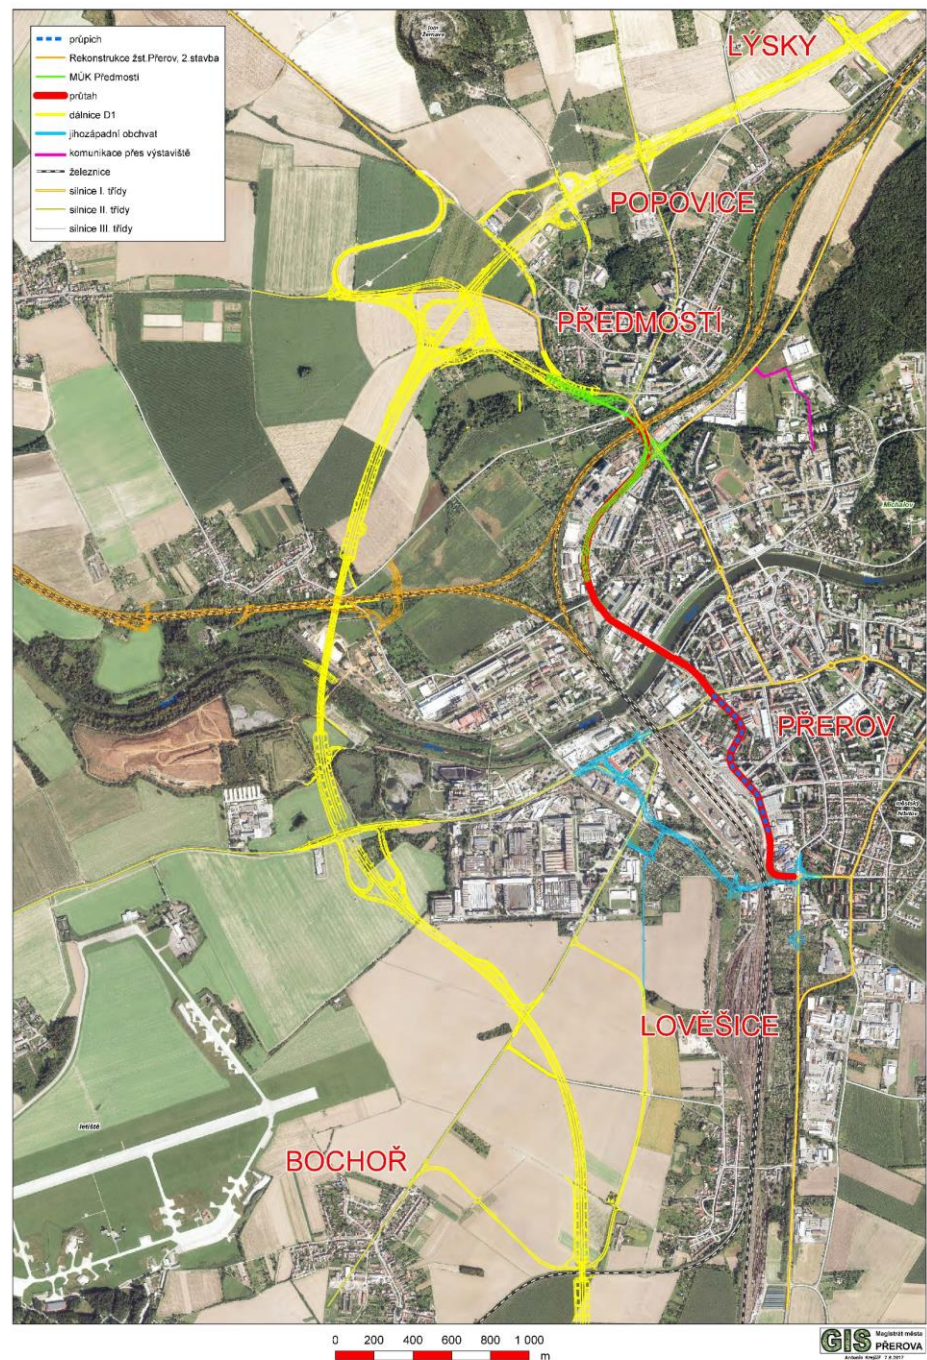 průpich
Rekonstrukce žst.Přerov, 2.stavba
MÚK Předmostí
průtah
dálnice D1
jihozápadní obchvat
komunikace přes výstaviště
železnice
silnice I. třídy
silnice II. třídy
silnice III. třídy
LÝSKY
POPOVICE
PŘEDMOSTÍ
Michalov
PŘEROV
LOVĚŠICE
letiště
BOCHOŘ
0 200 400 600 800 1 000
m
GIS Magistrát města
PŘEROVA